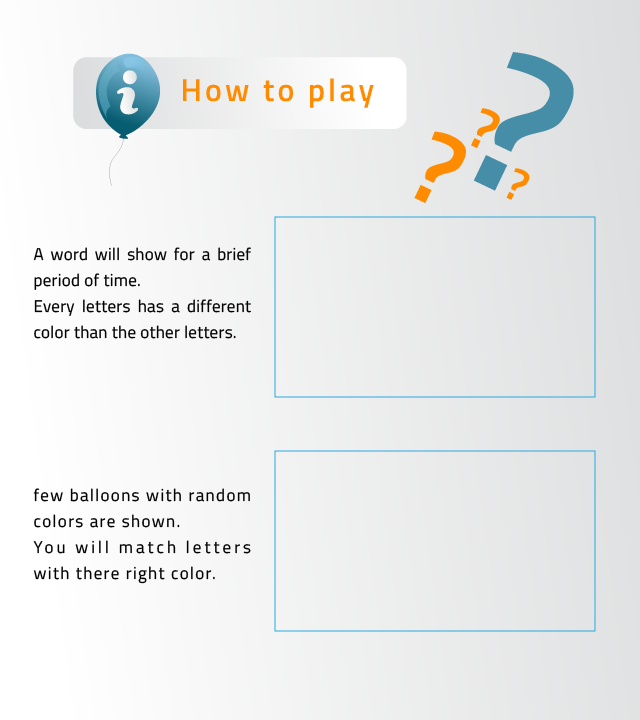 How to play
A word will show for a brief
period of time.
Every letters has a different
color than the other letters.
few balloons with random
colors are shown.
You will match letters
with there right color.